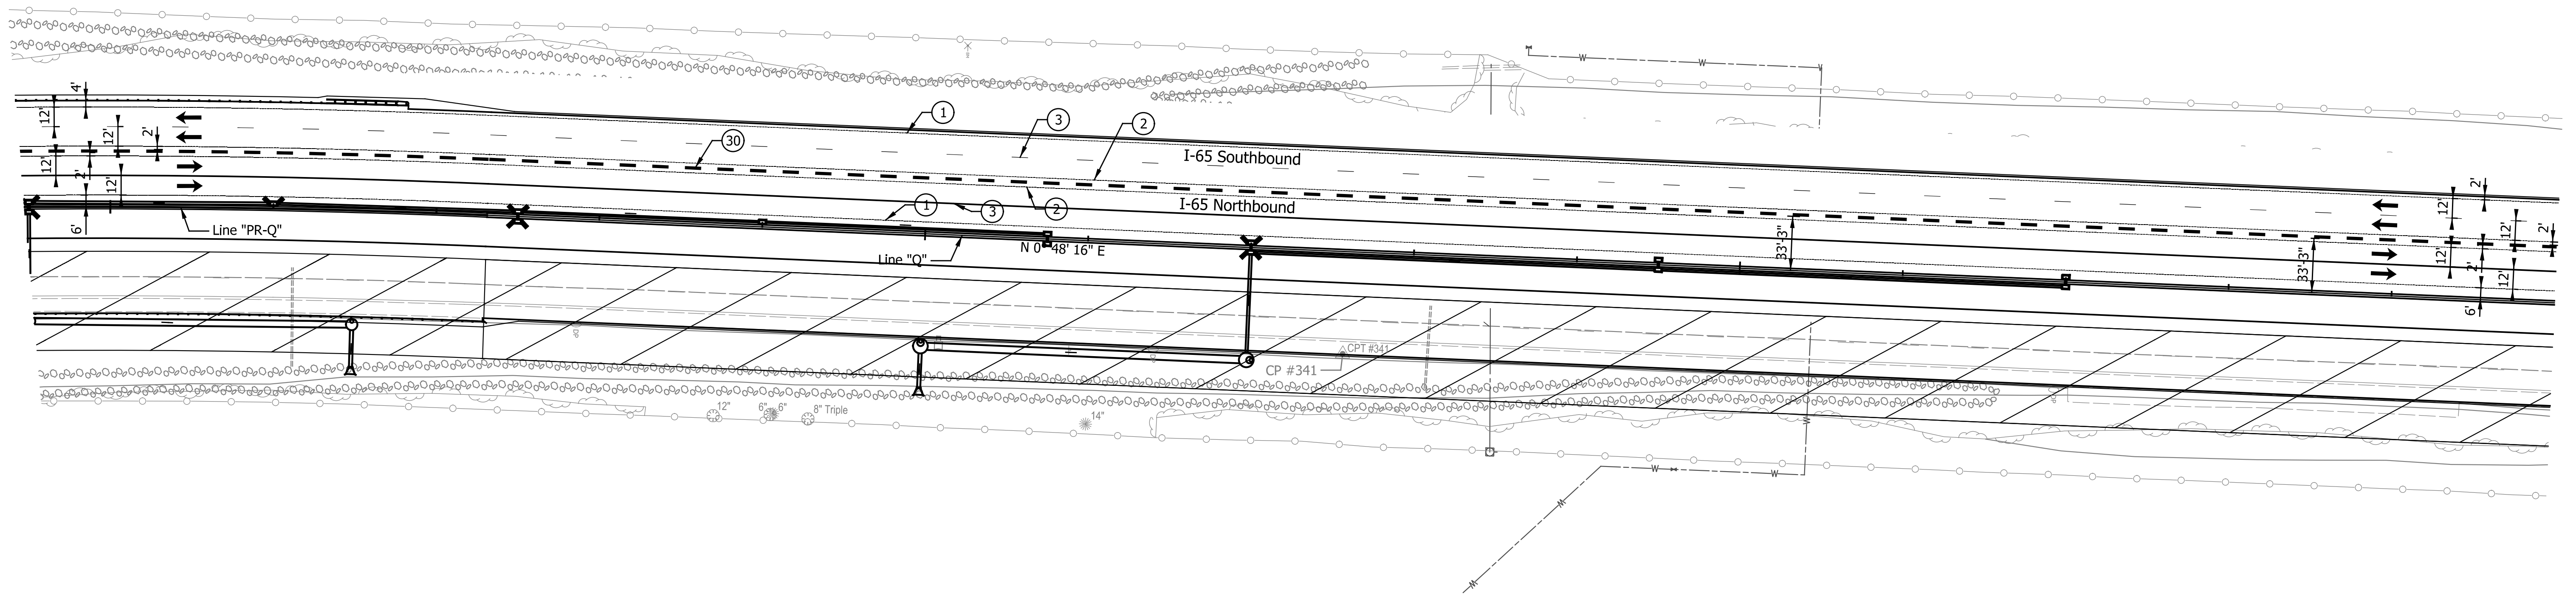 W W W
4'
12'
12'
2'
12'
2'
12'
6'
1
3
2
30
I-65 Southbound
I-65 Northbound
1
3
2
Line "PR-Q"
Line "Q"
N 0° 48' 16" E
33'-3"
33'-3"
2'
12'
12'
2'
12'
2'
12'
6'
CPT #341
CP #341
12"
6" 6"
8" Triple
14"
W
W W
W
W